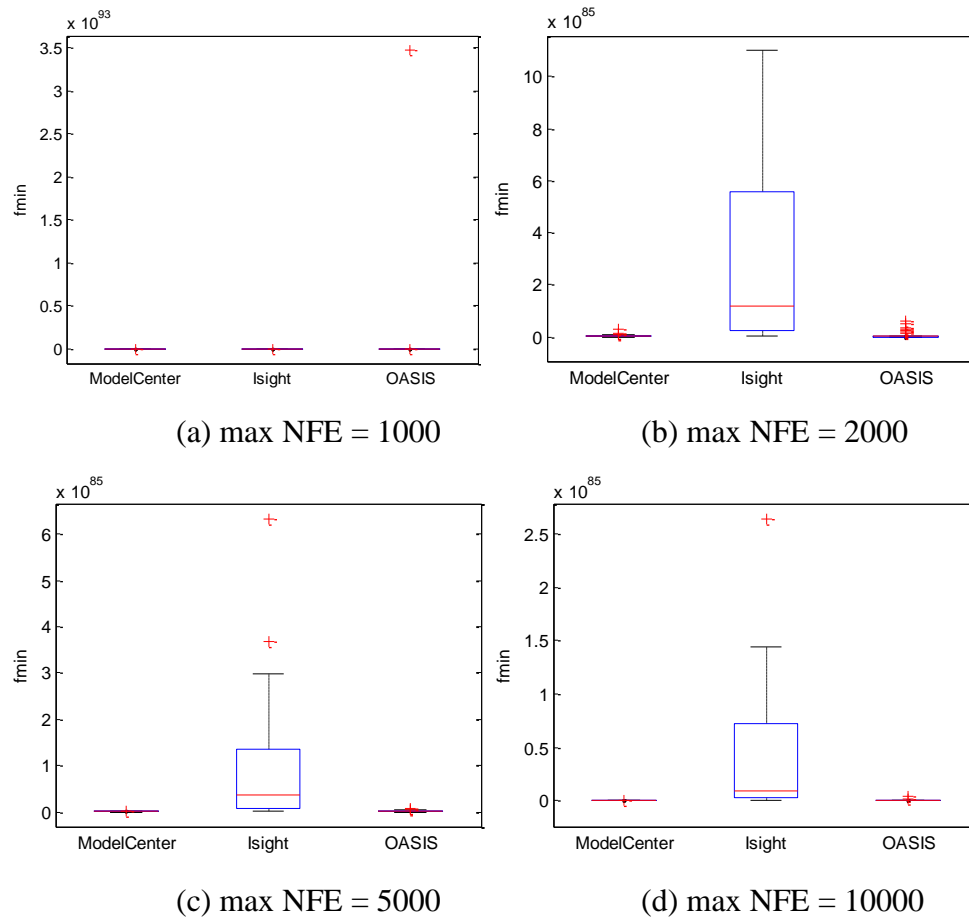 x 10^93
3.5
3
2.5
2
1.5
1
0.5
0
fmin
ModelCenter Isight OASIS
(a) max NFE = 1000
x 10^85
10
8
6
4
2
0
fmin
ModelCenter Isight OASIS
(b) max NFE = 2000
x 10^85
6
5
4
3
2
1
0
fmin
ModelCenter Isight OASIS
(c) max NFE = 5000
x 10^85
2.5
2
1.5
1
0.5
0
fmin
ModelCenter Isight OASIS
(d) max NFE = 10000